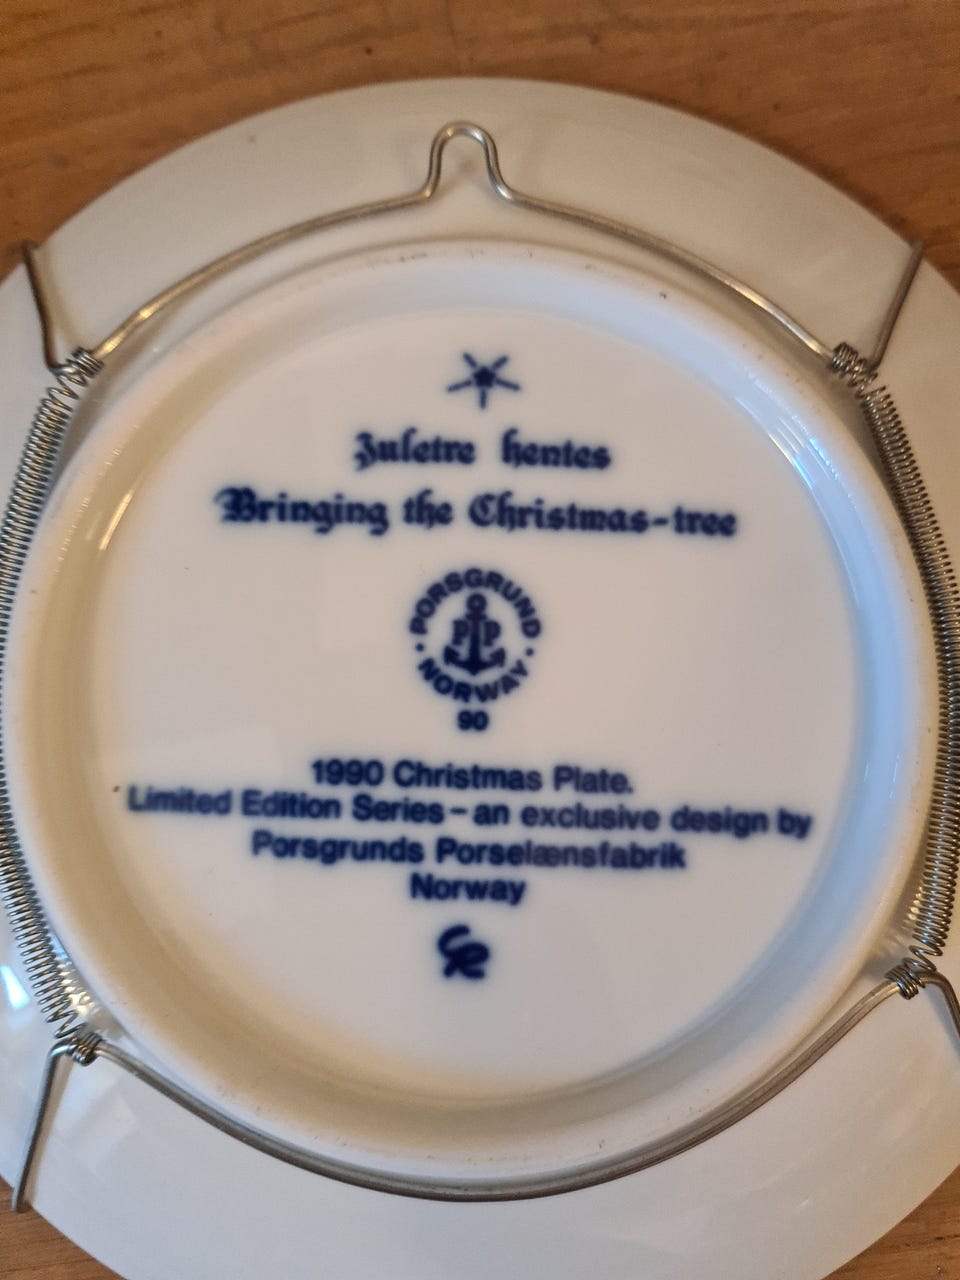 Juletre hentes
Bringing the Christmas-tree
PORSGRUND
PP
NORWAY
90
1990 Christmas Plate.
Limited Edition Series – an exclusive design by
Porsgrunds Porselænsfabrik
Norway